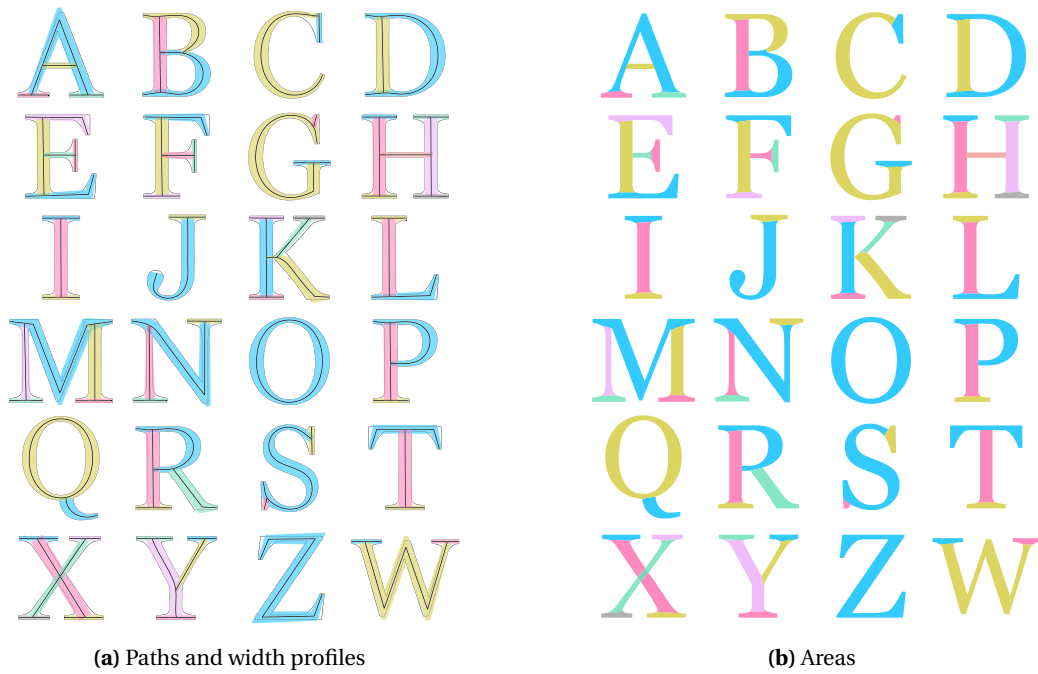 A B C D A B C D
E F G H E F G H
I J K L I J K L
M N O P M N O P
Q R S T Q R S T
X Y Z W X Y Z W
(a) Paths and width profiles
(b) Areas